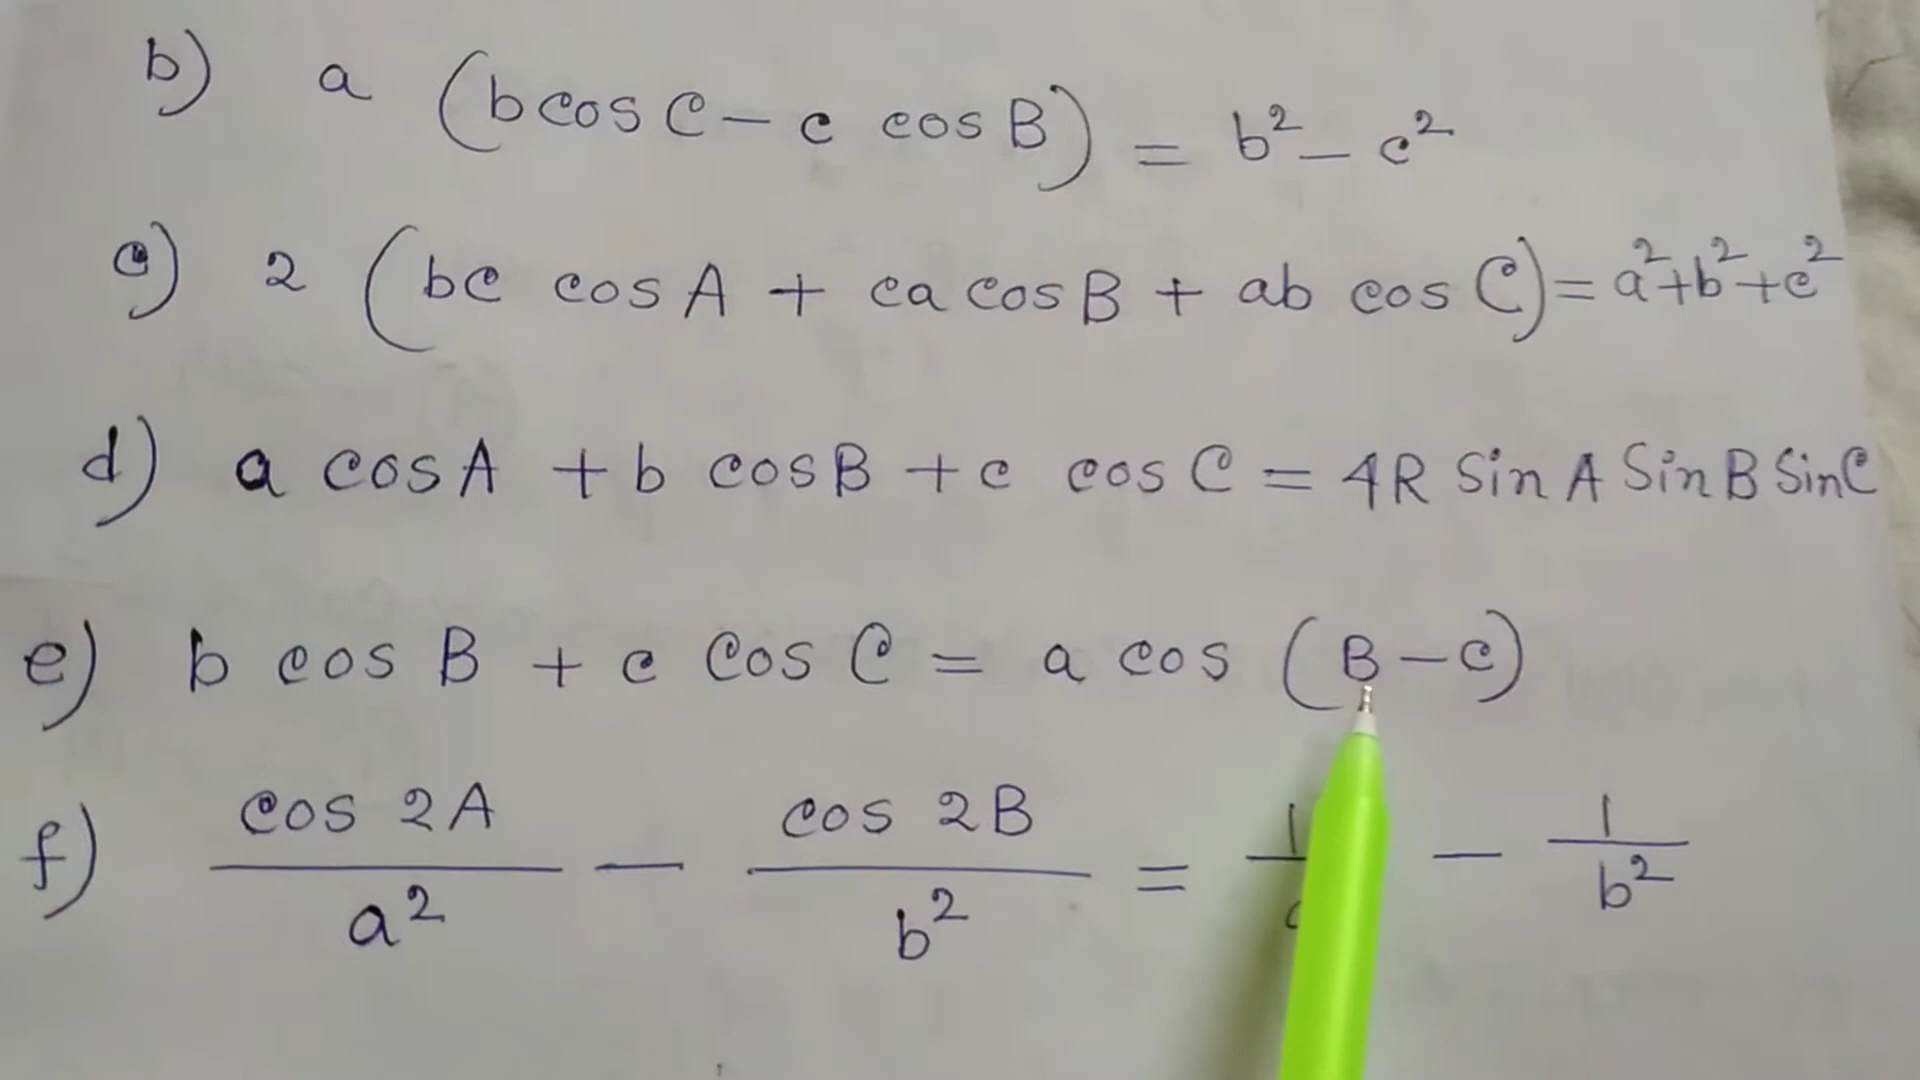 b) a (b cos C - c cos B) = b² - c²
c) 2 (bc cos A + ca cos B + ab cos C) = a² + b² + c²
d) a cos A + b cos B + c cos C = 4R Sin A Sin B Sin C
e) b cos B + c Cos C = a cos (B - C)
f) cos 2A / a² - cos 2B / b² = 1 / - 1 / b²